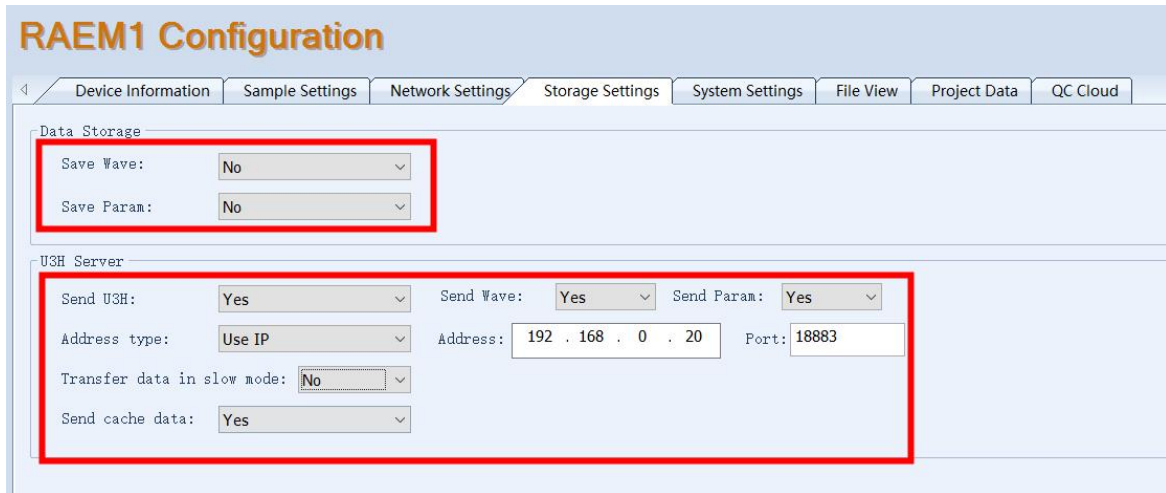 RAEM1 Configuration
Device Information Sample Settings Network Settings Storage Settings System Settings File View Project Data QC Cloud
Data Storage
Save Wave: No
Save Param: No
U3H Server
Send U3H: Yes Send Wave: Yes Send Param: Yes
Address type: Use IP Address: 192 . 168 . 0 . 20 Port: 18883
Transfer data in slow mode: No
Send cache data: Yes